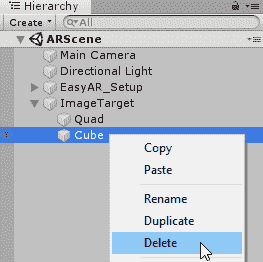 Hierarchy
Create All
ARScene
Main Camera
Directional Light
EasyAR_Setup
ImageTarget
Quad
Cube
Copy
Paste
Rename
Duplicate
Delete